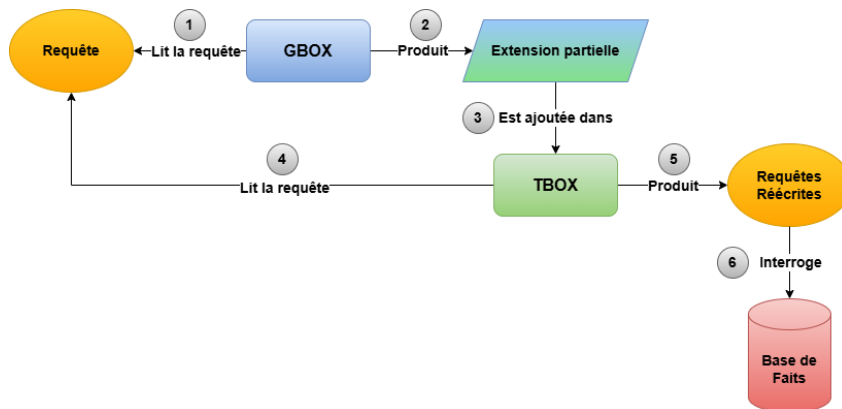 1
2
Requête
Lit la requête
GBOX
Produit
Extension partielle
3
Est ajoutée dans
4
5
Lit la requête
TBOX
Produit
Requêtes
Réécrites
6
Interroge
Base de
Faits